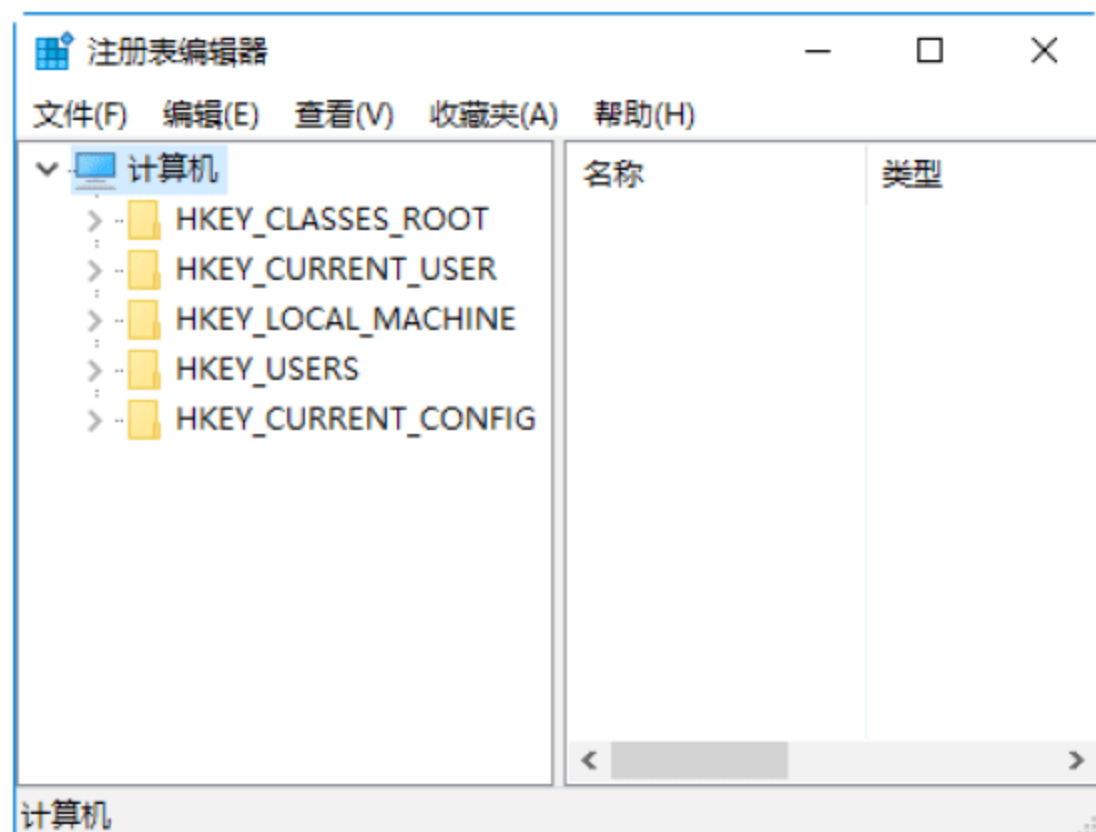 注册表编辑器
文件(F) 编辑(E) 查看(V) 收藏夹(A) 帮助(H)
计算机
HKEY_CLASSES_ROOT
HKEY_CURRENT_USER
HKEY_LOCAL_MACHINE
HKEY_USERS
HKEY_CURRENT_CONFIG
名称 类型
计算机